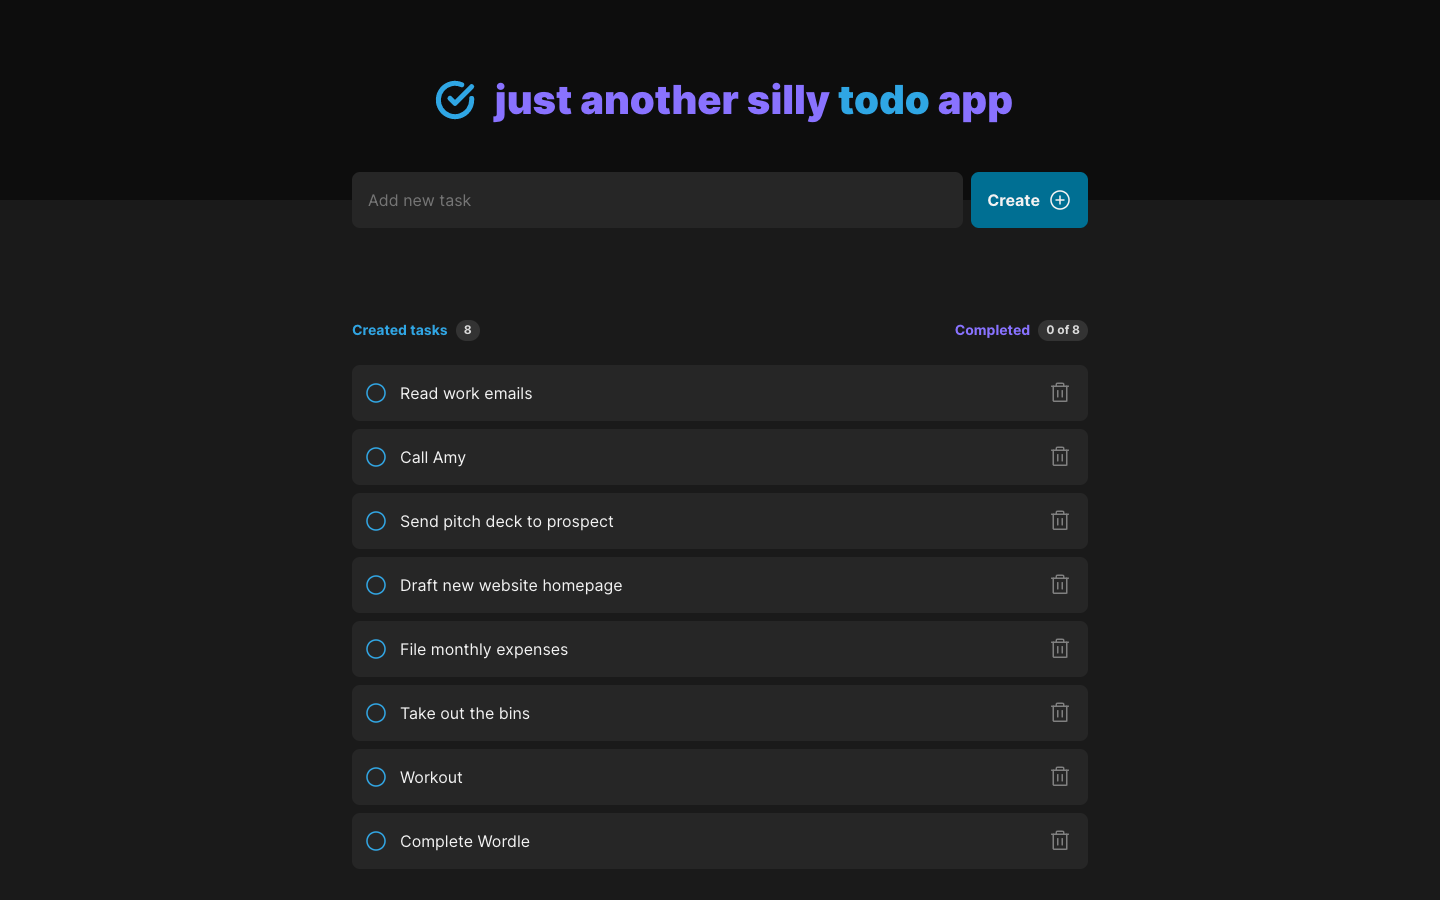 just another silly todo app
Add new task
Create
Created tasks 8
Completed 0 of 8
Read work emails
Call Amy
Send pitch deck to prospect
Draft new website homepage
File monthly expenses
Take out the bins
Workout
Complete Wordle